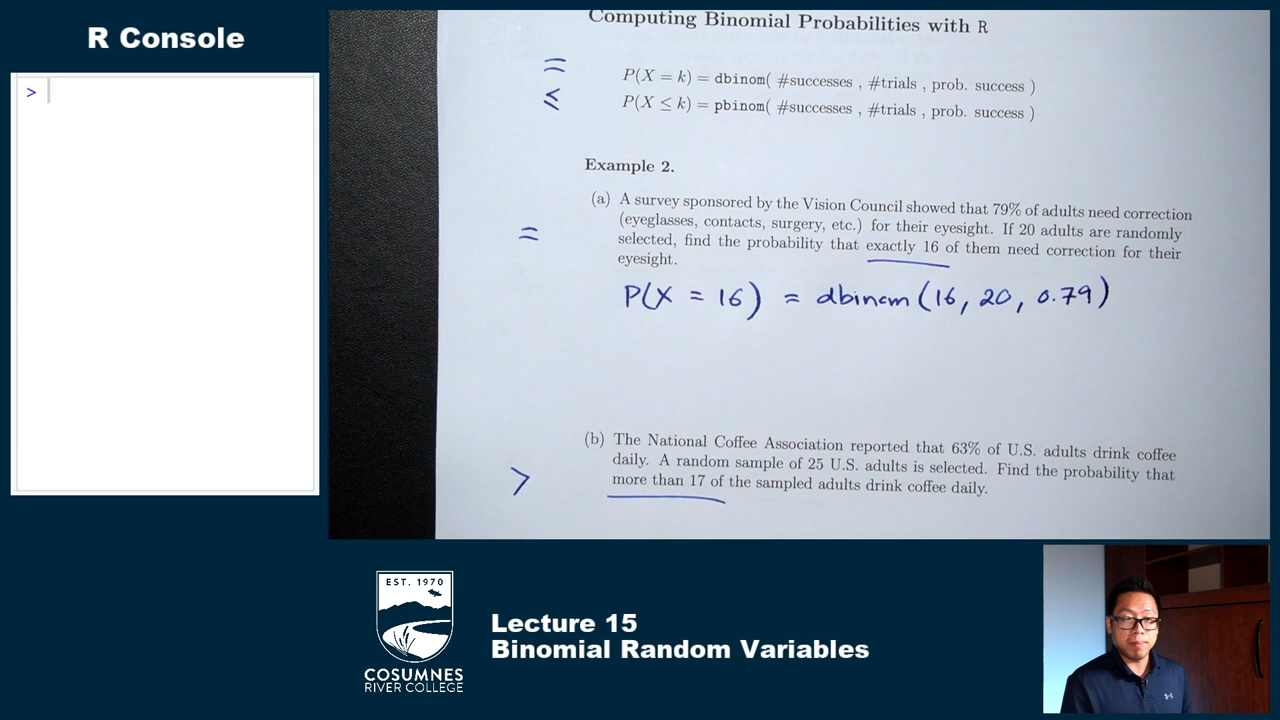 R Console
>
Computing Binomial Probabilities with R
= P(X = k) = dbinom( #successes , #trials , prob. success )
≤ P(X ≤ k) = pbinom( #successes , #trials , prob. success )
Example 2.
(a) A survey sponsored by the Vision Council showed that 79% of adults need correction
(eyeglasses, contacts, surgery, etc.) for their eyesight. If 20 adults are randomly
= selected, find the probability that exactly 16 of them need correction for their
eyesight.
P(X = 16) = dbinom(16, 20, 0.79)
(b) The National Coffee Association reported that 63% of U.S. adults drink coffee
daily. A random sample of 25 U.S. adults is selected. Find the probability that
> more than 17 of the sampled adults drink coffee daily.
EST. 1970
COSUMNES
RIVER COLLEGE
Lecture 15
Binomial Random Variables